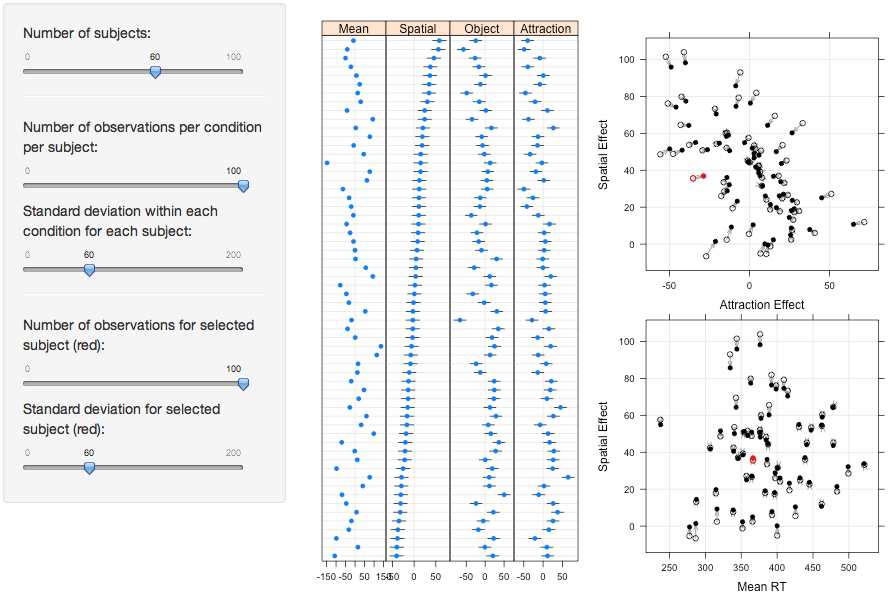 Number of subjects:
0 60 100
Number of observations per condition
per subject:
0 100
Standard deviation within each
condition for each subject:
0 60 200
Number of observations for selected
subject (red):
0 100
Standard deviation for selected
subject (red):
0 60 200
Mean Spatial Object Attraction
-150 -50 50 0 50 0 50 0 50
Spatial Effect
100
80
60
40
20
0
-50 0 50
Attraction Effect
Spatial Effect
100
80
60
40
20
0
250 300 350 400 450 500
Mean RT